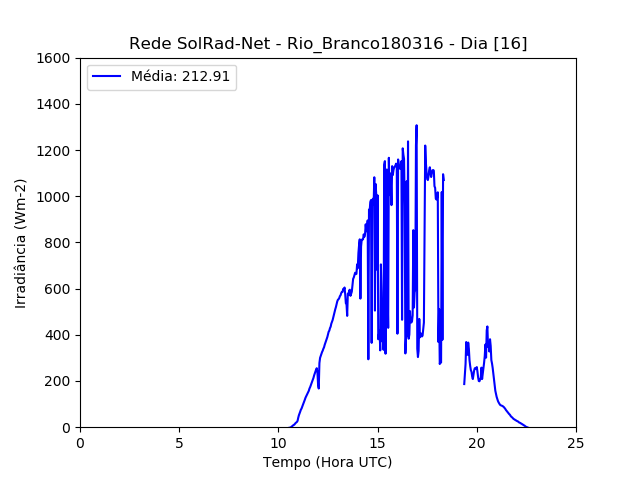 Rede SolRad-Net - Rio_Branco180316 - Dia [16]
Média: 212.91
Irradiância (Wm-2)
1600
1400
1200
1000
800
600
400
200
0
0 5 10 15 20 25
Tempo (Hora UTC)